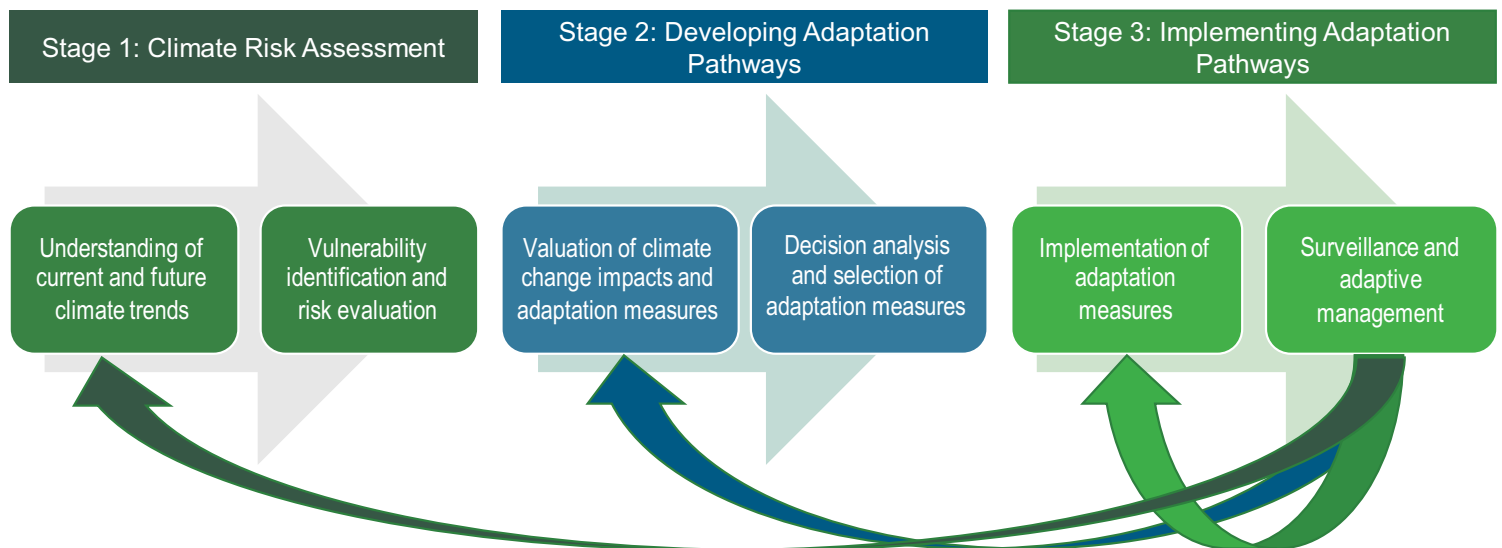 Stage 1: Climate Risk Assessment
Stage 2: Developing Adaptation
Pathways
Stage 3: Implementing Adaptation
Pathways
Understanding of
current and future
climate trends
Vulnerability
identification and
risk evaluation
Valuation of climate
change impacts and
adaptation measures
Decision analysis
and selection of
adaptation measures
Implementation of
adaptation
measures
Surveillance and
adaptive
management